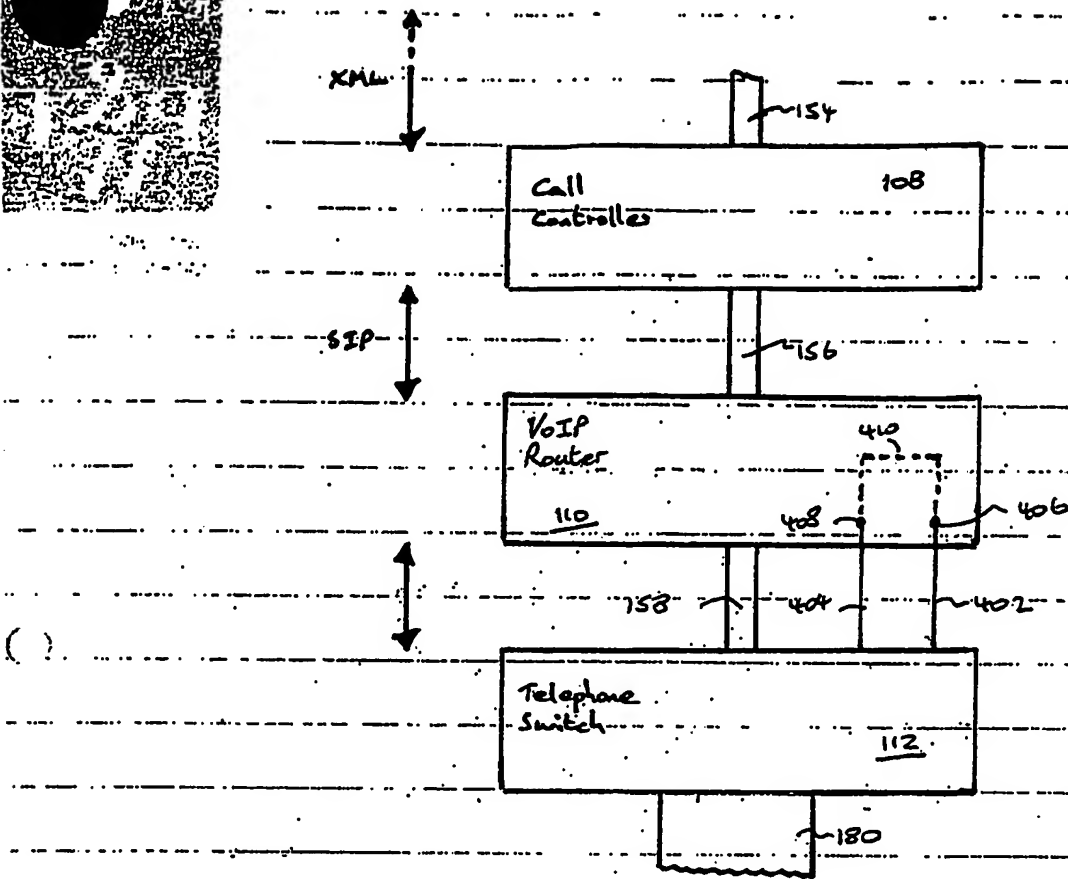 XML
154
Call 108
Controller
SIP
156
VoIP
Router
410
110
408
406
158
404
402
Telephone
Switch
112
180